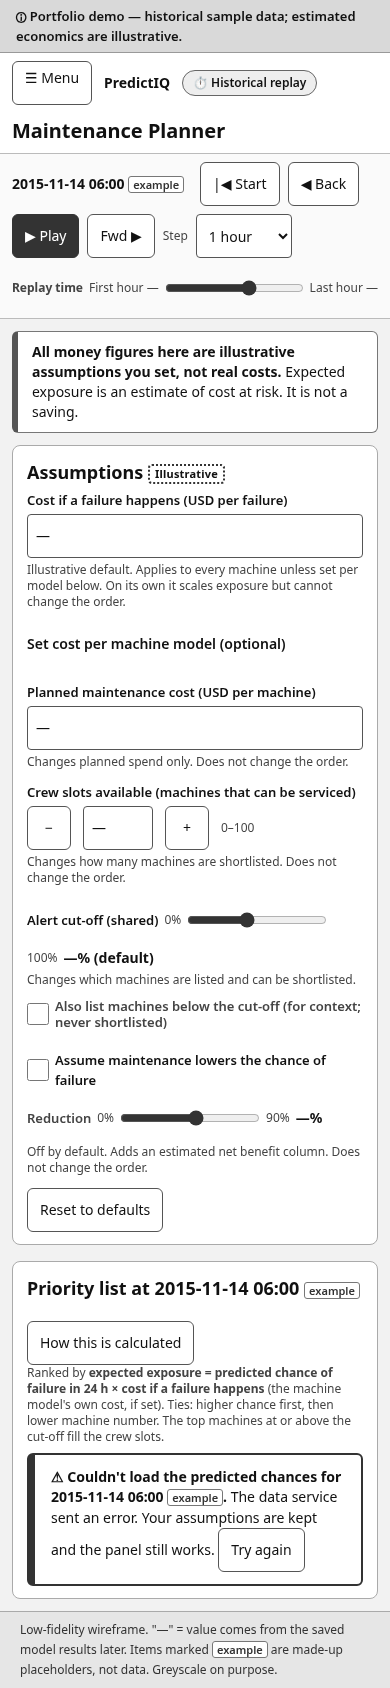 ⓘ Portfolio demo — historical sample data; estimated
economics are illustrative.
☰ Menu PredictIQ ⏱ Historical replay
Maintenance Planner
2015-11-14 06:00 example |◀ Start ◀ Back
▶ Play Fwd ▶ Step 1 hour
Replay time First hour — Last hour —
All money figures here are illustrative
assumptions you set, not real costs. Expected
exposure is an estimate of cost at risk. It is not a
saving.
Assumptions Illustrative
Cost if a failure happens (USD per failure)
—
Illustrative default. Applies to every machine unless set per
model below. On its own it scales exposure but cannot
change the order.
Set cost per machine model (optional)
Planned maintenance cost (USD per machine)
—
Changes planned spend only. Does not change the order.
Crew slots available (machines that can be serviced)
− — + 0–100
Changes how many machines are shortlisted. Does not
change the order.
Alert cut-off (shared) 0%
100% —% (default)
Changes which machines are listed and can be shortlisted.
Also list machines below the cut-off (for context;
never shortlisted)
Assume maintenance lowers the chance of
failure
Reduction 0% 90% —%
Off by default. Adds an estimated net benefit column. Does
not change the order.
Reset to defaults
Priority list at 2015-11-14 06:00 example
How this is calculated
Ranked by expected exposure = predicted chance of
failure in 24 h × cost if a failure happens (the machine
model's own cost, if set). Ties: higher chance first, then
lower machine number. The top machines at or above the
cut-off fill the crew slots.
⚠ Couldn't load the predicted chances for
2015-11-14 06:00 example. The data service
sent an error. Your assumptions are kept
and the panel still works. Try again
Low-fidelity wireframe. "—" = value comes from the saved
model results later. Items marked example are made-up
placeholders, not data. Greyscale on purpose.